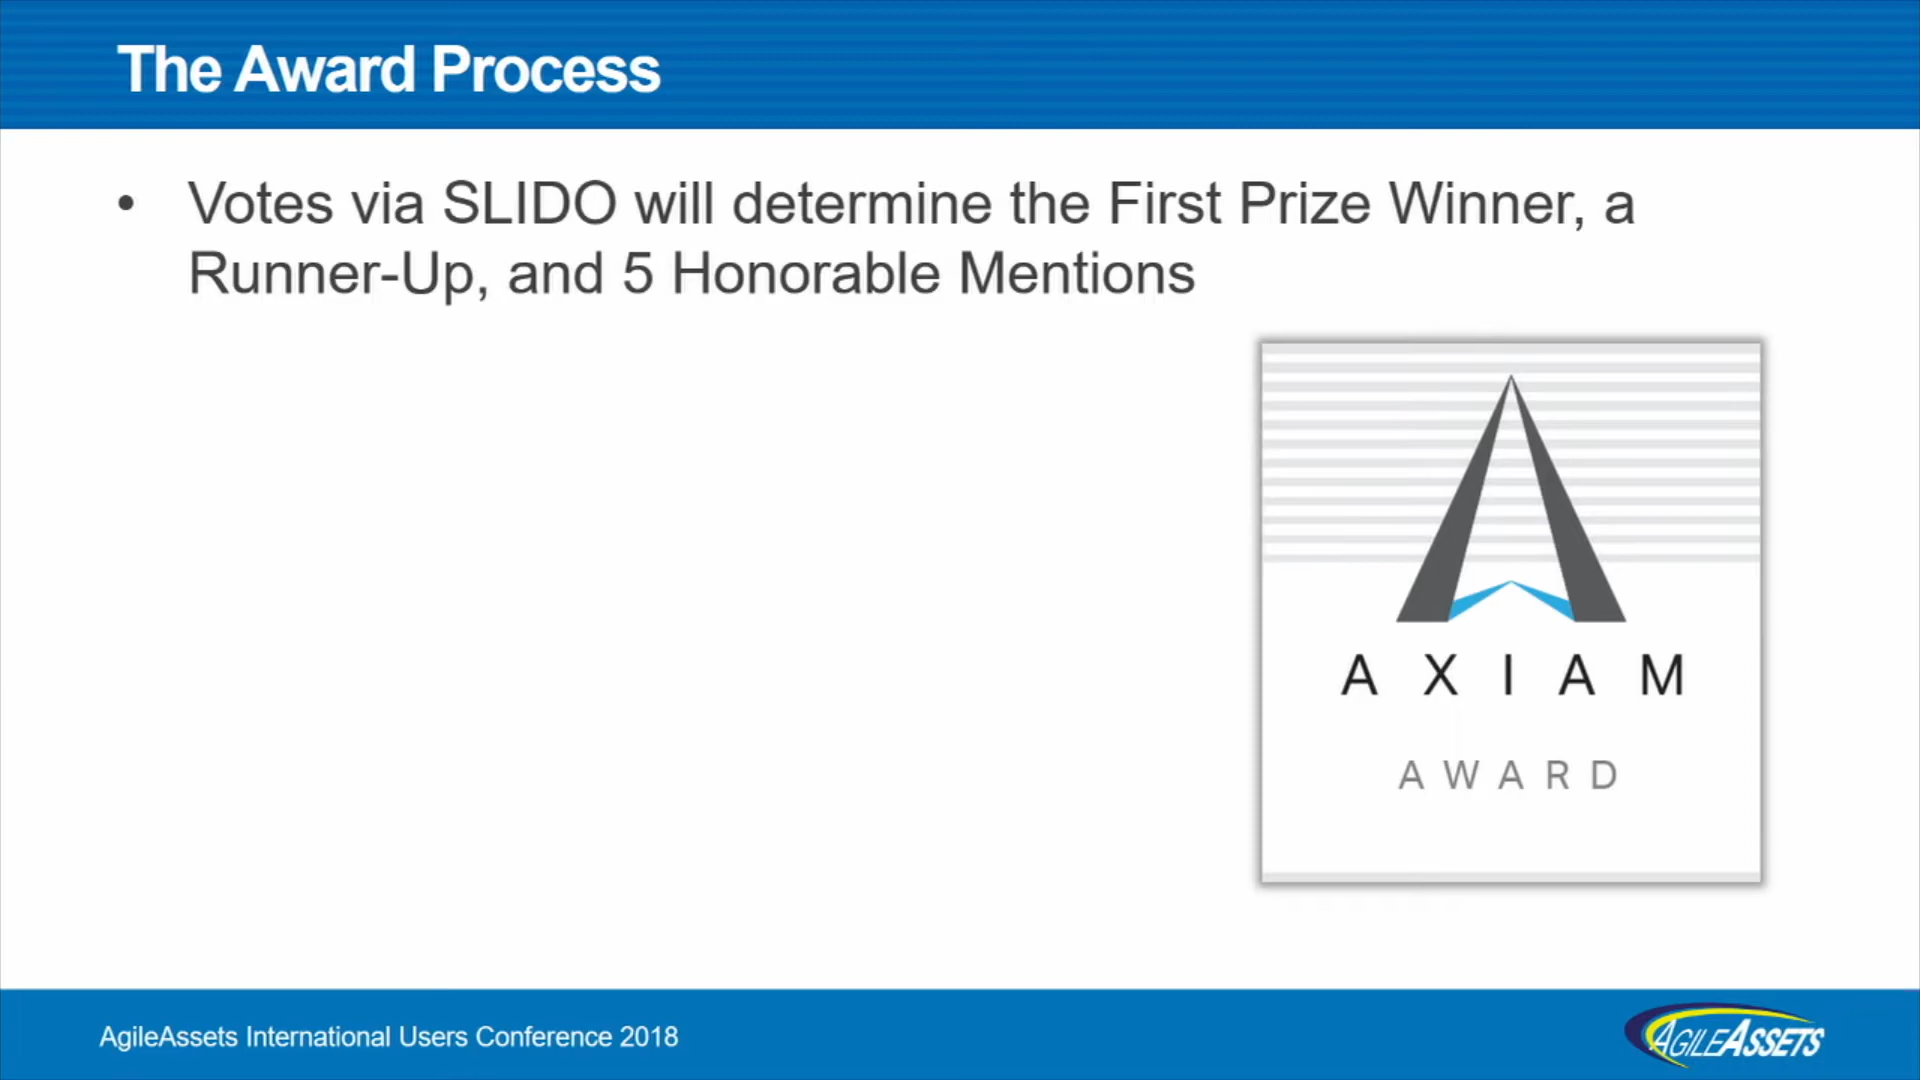 The Award Process
• Votes via SLIDO will determine the First Prize Winner, a
Runner-Up, and 5 Honorable Mentions
AXIAM
AWARD
AgileAssets International Users Conference 2018
AGILEASSETS